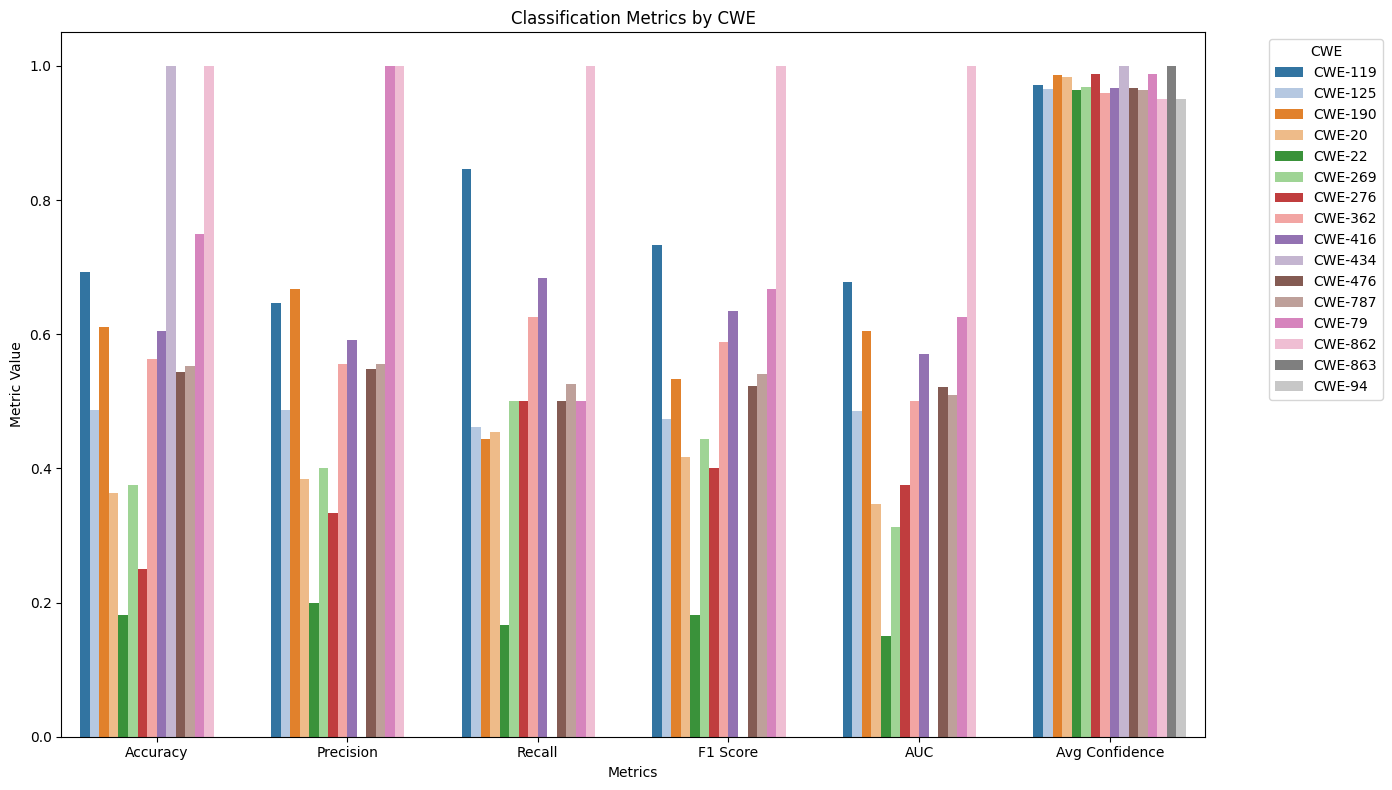 Classification Metrics by CWE
Metric Value
1.0
0.8
0.6
0.4
0.2
0.0
Accuracy
Precision
Recall
F1 Score
AUC
Avg Confidence
Metrics
CWE
CWE-119
CWE-125
CWE-190
CWE-20
CWE-22
CWE-269
CWE-276
CWE-362
CWE-416
CWE-434
CWE-476
CWE-787
CWE-79
CWE-862
CWE-863
CWE-94